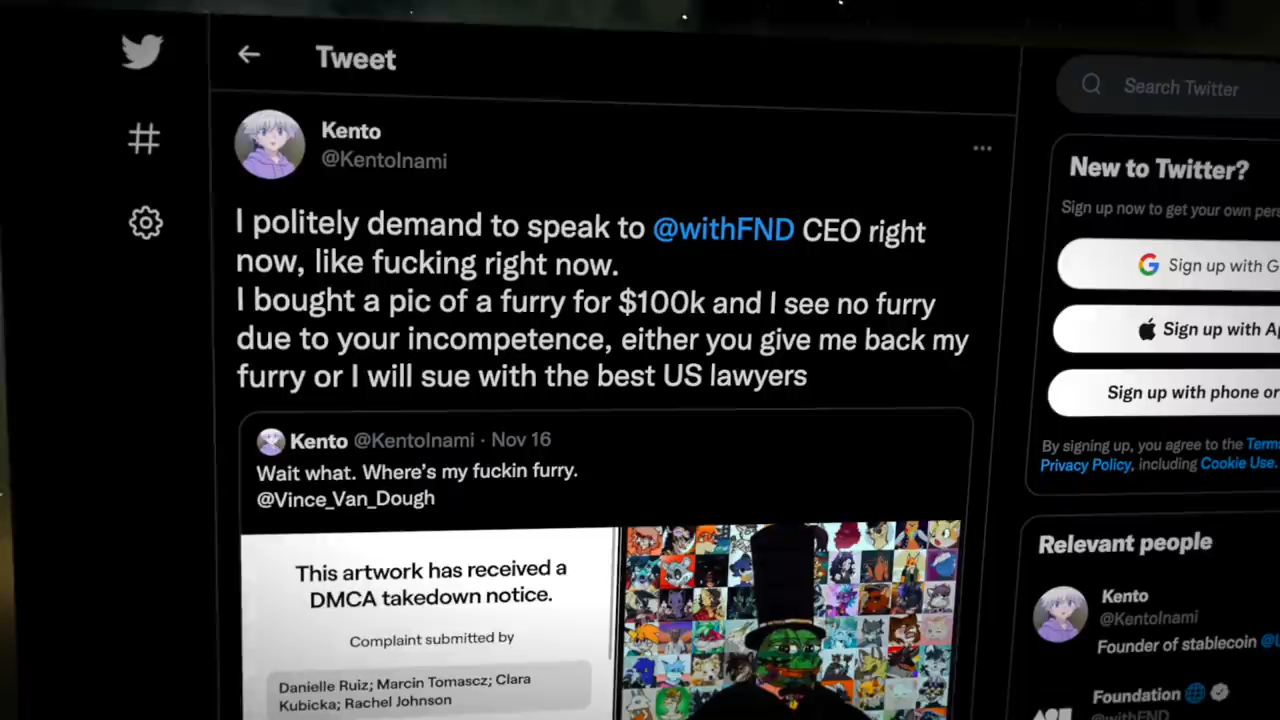 Tweet
Search Twitter
Kento
@KentoInami
I politely demand to speak to @withFND CEO right
now, like fucking right now.
I bought a pic of a furry for $100k and I see no furry
due to your incompetence, either you give me back my
furry or I will sue with the best US lawyers
Kento @KentoInami · Nov 16
Wait what. Where's my fuckin furry.
@Vince_Van_Dough
This artwork has received a
DMCA takedown notice.
Complaint submitted by
Danielle Ruiz; Marcin Tomascz; Clara
Kubicka; Rachel Johnson
New to Twitter?
Sign up now to get your own
Sign up with G
Sign up with Ap
Sign up with phone or
By signing up, you agree to the
Privacy Policy, including Cookie Use.
Relevant people
Kento
@KentoInami
Founder of stablecoin
Foundation
@withFND